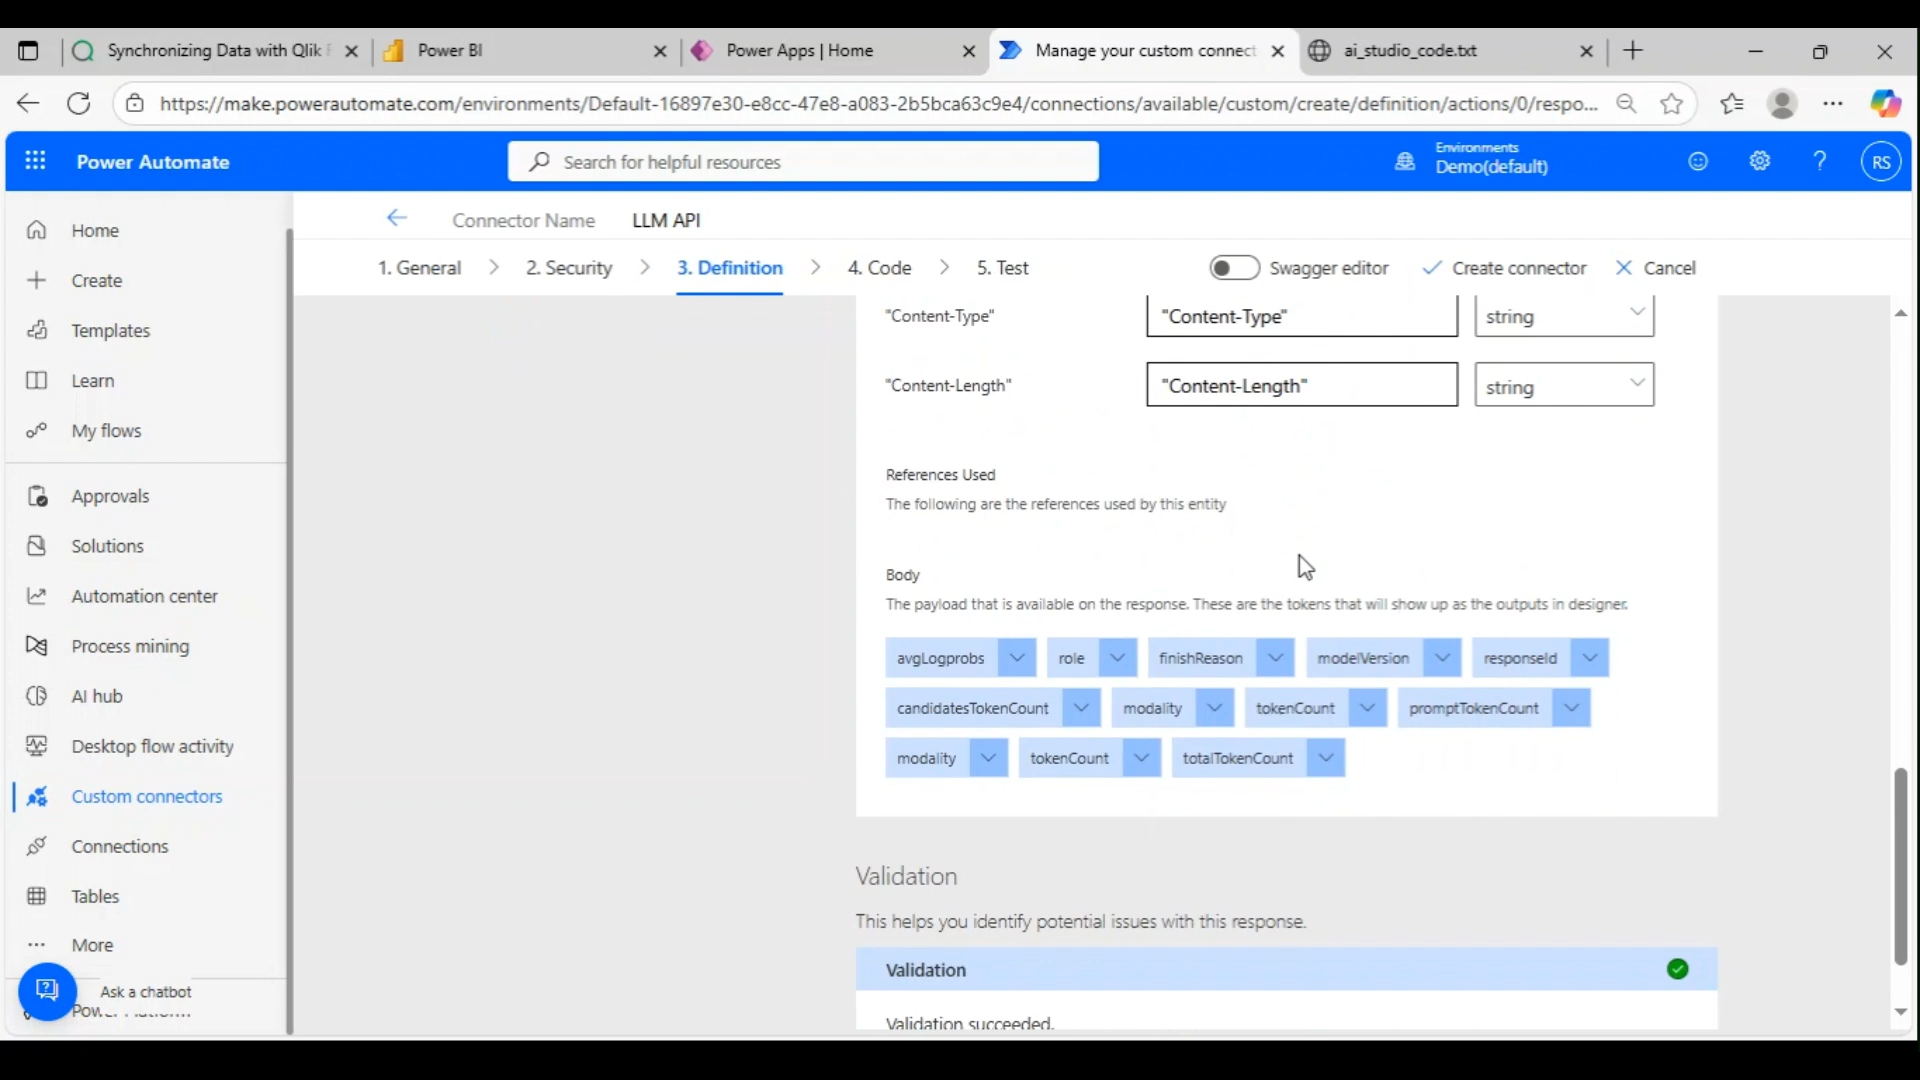 Synchronizing Data with Qlik
Power BI
Power Apps | Home
Manage your custom connect
ai_studio_code.txt
https://make.powerautomate.com/environments/Default-16897e30-e8cc-47e8-a083-2b5bca63c9e4/connections/available/custom/create/definition/actions/0/respo...
Power Automate
Search for helpful resources
Environments
Demo(default)
RS
Home
Create
Templates
Learn
My flows
Approvals
Solutions
Automation center
Process mining
AI hub
Desktop flow activity
Custom connectors
Connections
Tables
More
Ask a chatbot
Connector Name LLM API
1. General 2. Security 3. Definition 4. Code 5. Test
Swagger editor Create connector Cancel
"Content-Type" "Content-Type" string
"Content-Length" "Content-Length" string
References Used
The following are the references used by this entity
Body
The payload that is available on the response. These are the tokens that will show up as the outputs in designer.
avgLogprobs role finishReason modelVersion responseId
candidatesTokenCount modality tokenCount promptTokenCount
modality tokenCount totalTokenCount
Validation
This helps you identify potential issues with this response.
Validation
Validation succeeded.